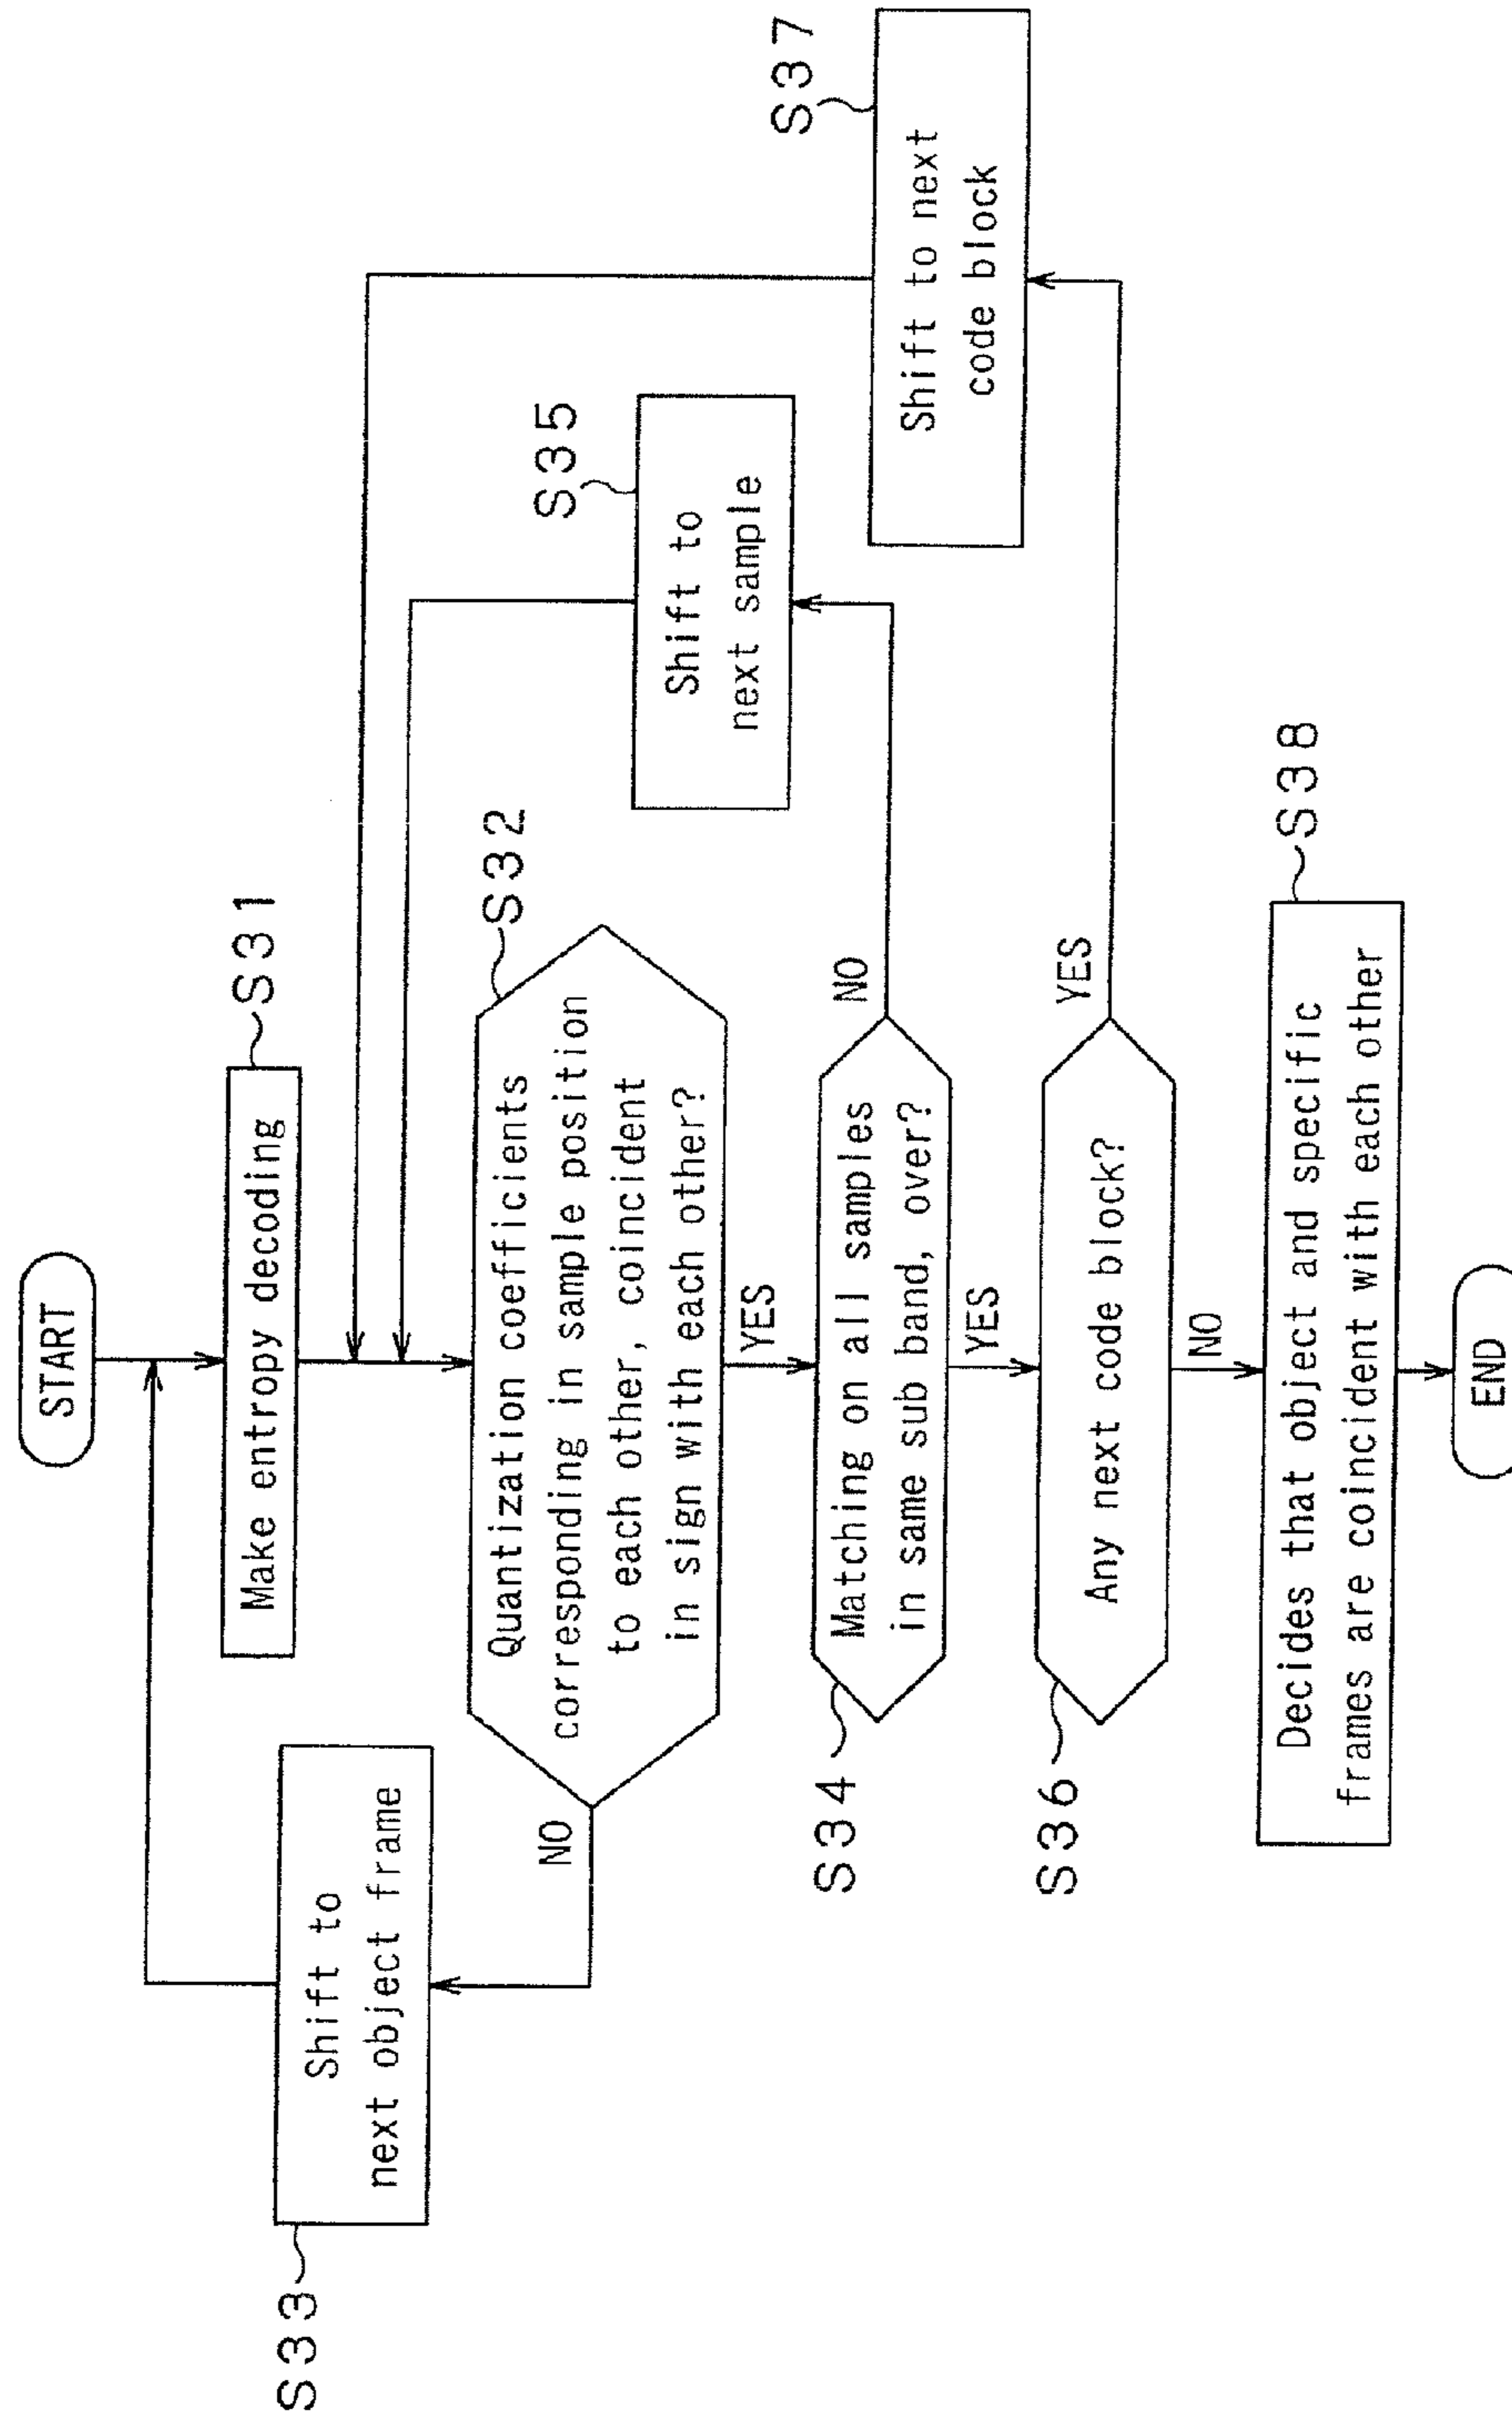 START
Make entropy decoding
S31
Shift to
next object frame
S33
Quantization coefficients
corresponding in sample position
to each other, coincident
in sign with each other?
S32
NO
YES
Matching on all samples
in same sub band, over?
S34
NO
YES
Shift to
next sample
S35
Any next code block?
S36
YES
NO
Shift to next
code block
S37
Decides that object and specific
frames are coincident with each other
S38
END